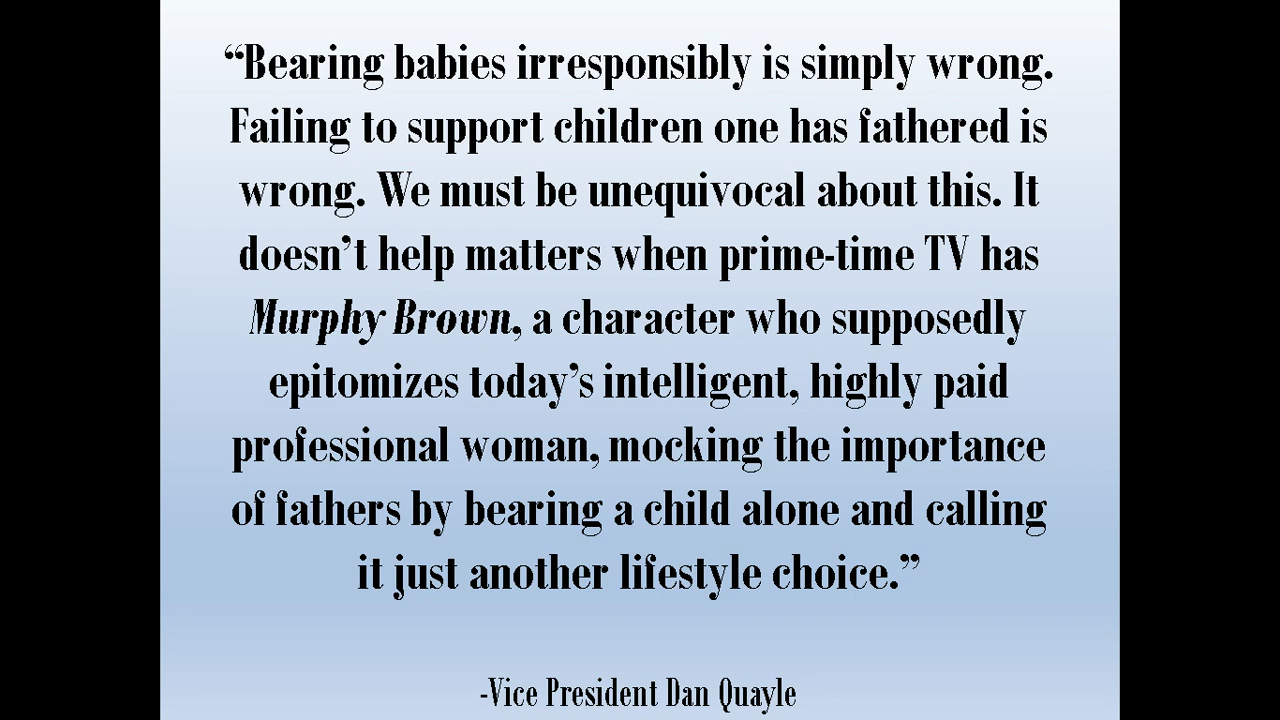 “Bearing babies irresponsibly is simply wrong.
Failing to support children one has fathered is
wrong. We must be unequivocal about this. It
doesn’t help matters when prime-time TV has
Murphy Brown, a character who supposedly
epitomizes today’s intelligent, highly paid
professional woman, mocking the importance
of fathers by bearing a child alone and calling
it just another lifestyle choice.”
-Vice President Dan Quayle